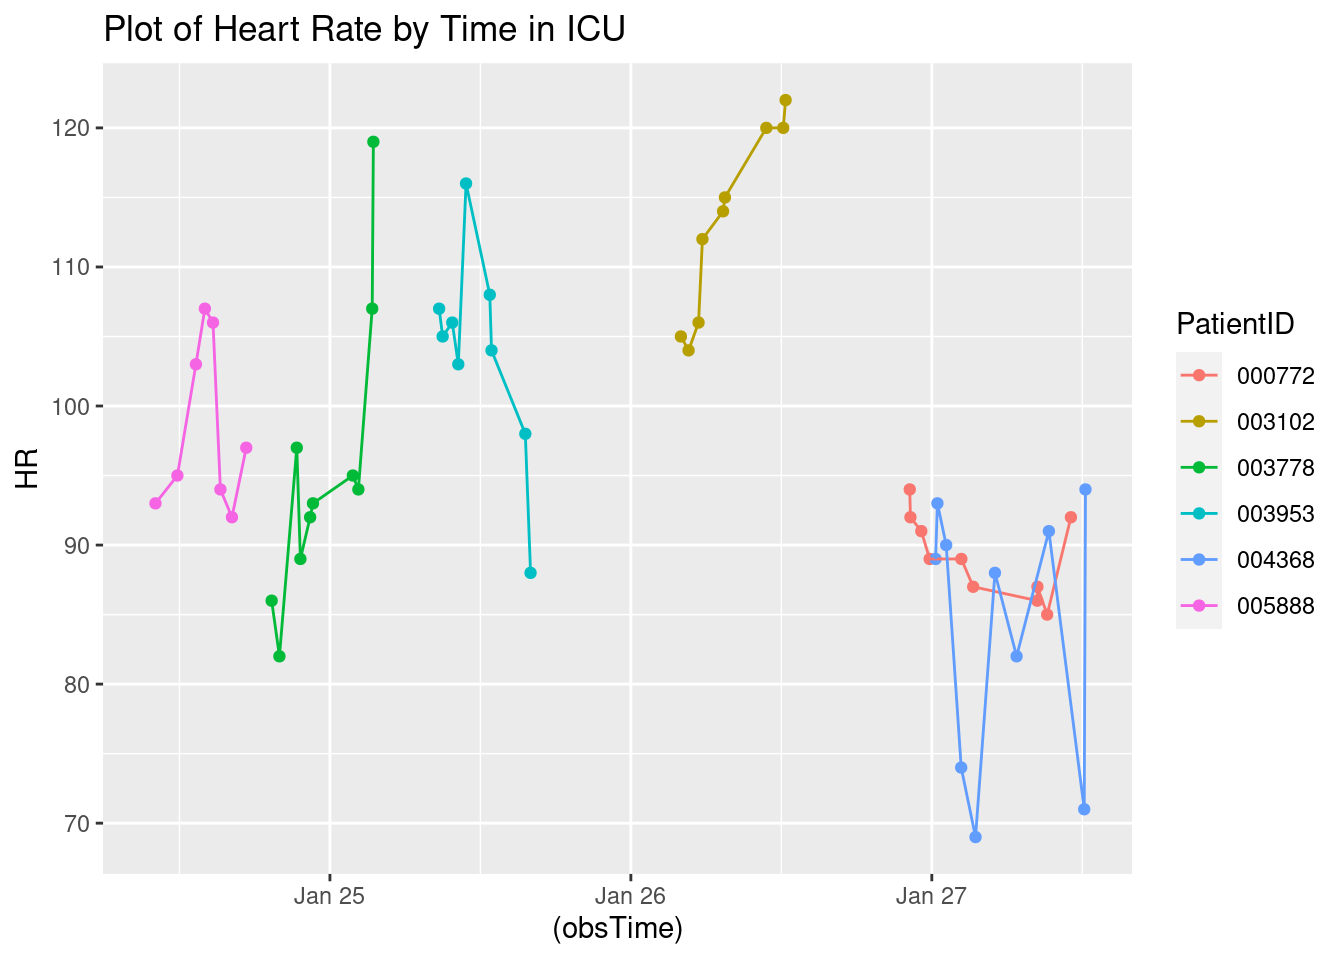 Plot of Heart Rate by Time in ICU
120
110
100
90
80
70
HR
Jan 25
Jan 26
Jan 27
(obsTime)
PatientID
000772
003102
003778
003953
004368
005888